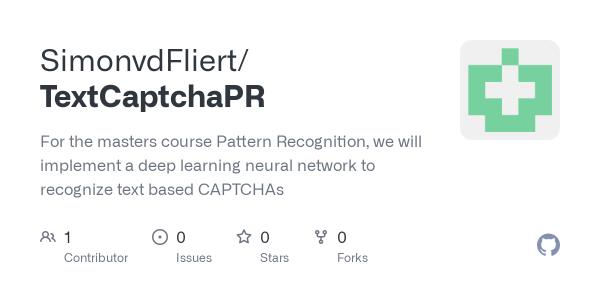 SimonvdFliert/
TextCaptchaPR
For the masters course Pattern Recognition, we will
implement a deep learning neural network to
recognize text based CAPTCHAs
1 0 0 0
Contributor Issues Stars Forks